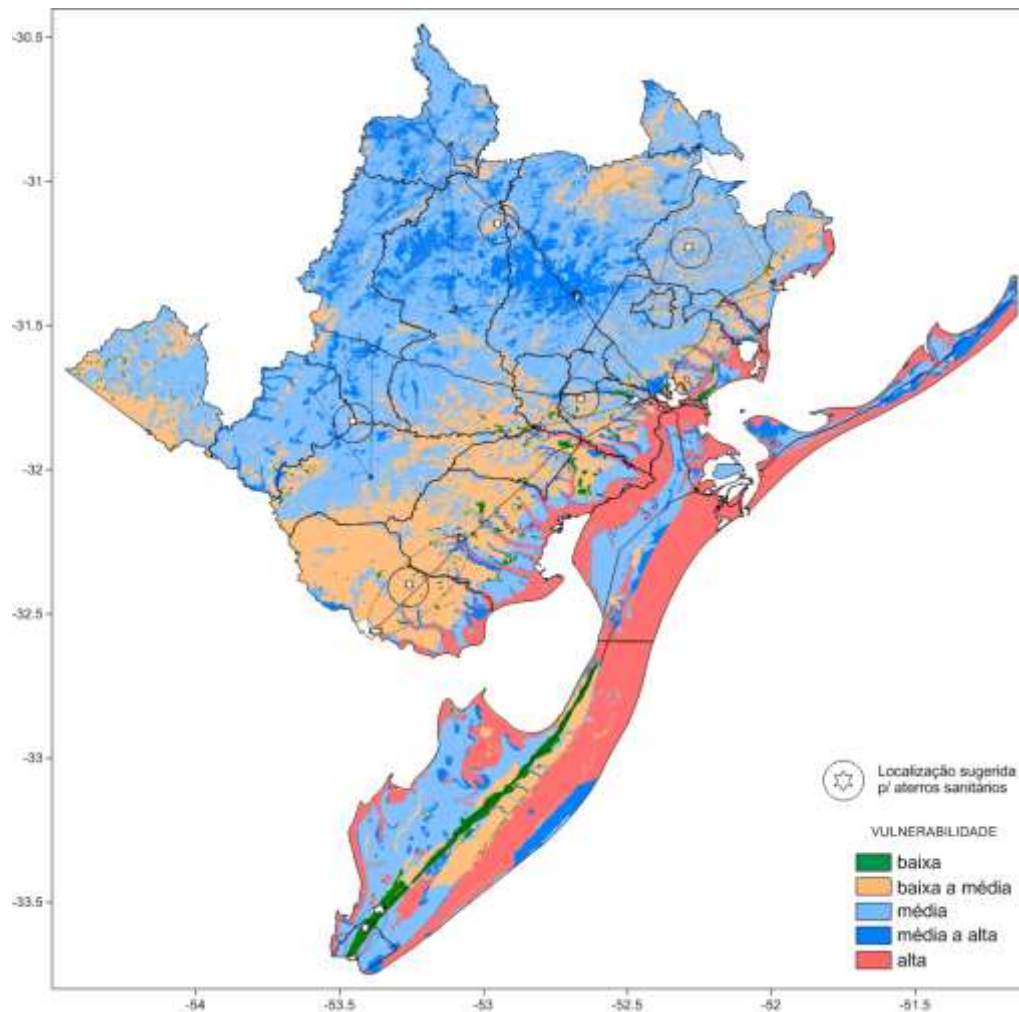 -30.5
-31
-31.5
-32
-32.5
-33
-33.5
Localização sugerida
p/ aterros sanitários
VULNERABILIDADE
baixa
baixa a média
média
média a alta
alta
-54
-53.5
-53
-52.5
-52
-51.5